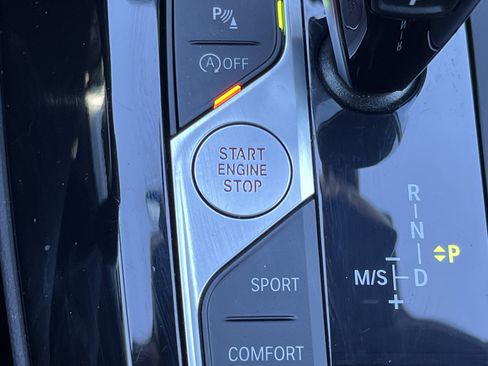 P
A OFF
START
ENGINE
STOP
SPORT
COMFORT
R
N
P
M/S
D
+